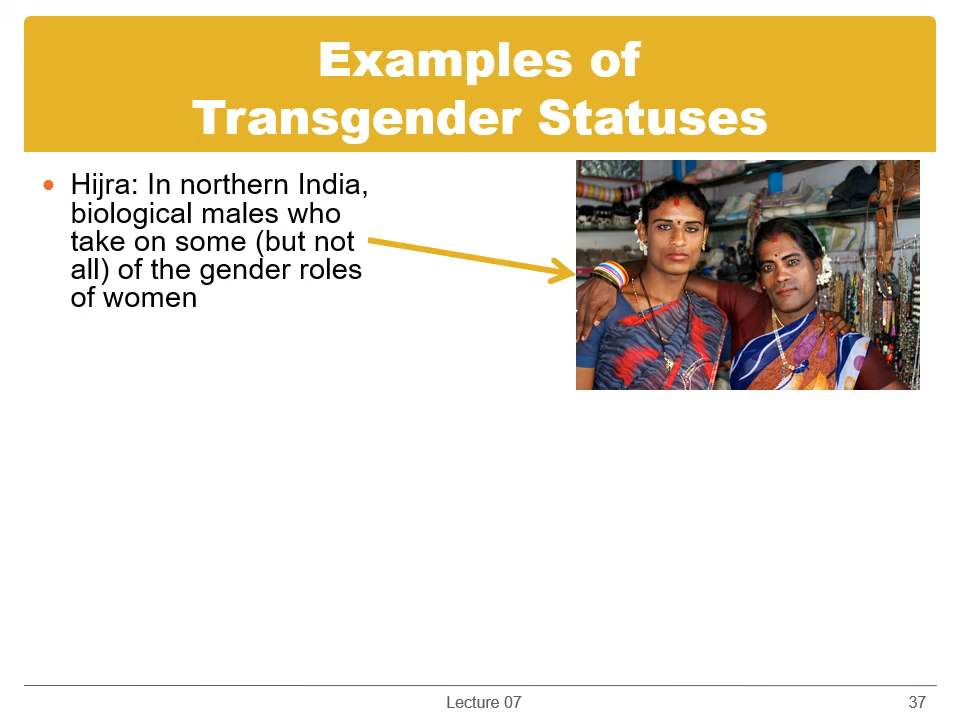 Examples of
Transgender Statuses
• Hijra: In northern India,
biological males who
take on some (but not
all) of the gender roles
of women
Lecture 07
37